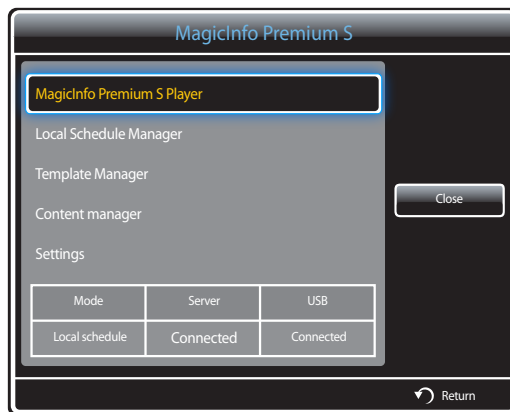 MagicInfo Premium S
MagicInfo Premium S Player
Local Schedule Manager
Template Manager
Content manager
Settings
Close
Mode Server USB
Local schedule Connected Connected
Return